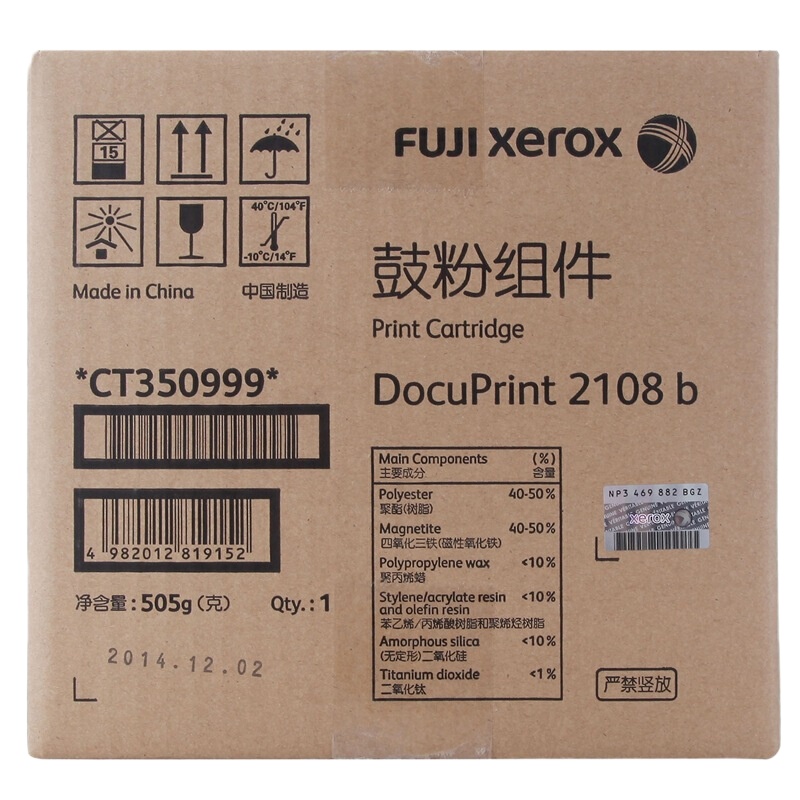 15
FUJI xerox
40°C/104°F
-10°C/14°F
Made in China 中国制造
鼓粉组件
Print Cartridge
*CT350999*
DocuPrint 2108 b
Main Components (%)
主要成分 含量
Polyester 40-50%
聚酯(树脂)
Magnetite 40-50%
四氧化三铁(磁性氧化铁)
Polypropylene wax <10%
聚丙烯蜡
Stylene/acrylate resin <10%
and olefin resin
苯乙烯/丙烯酸树脂和聚烯烃树脂
Amorphous silica <10%
(无定形)二氧化硅
Titanium dioxide <1%
二氧化钛
NP3 469 882 BGZ
xerox
4 982012 819152
净含量：505g(克) Qty.: 1
2014.12.02
严禁竖放